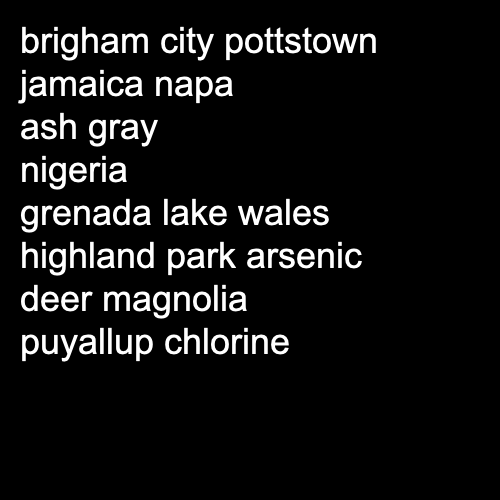 brigham city pottstown
jamaica napa
ash gray
nigeria
grenada lake wales
highland park arsenic
deer magnolia
puyallup chlorine